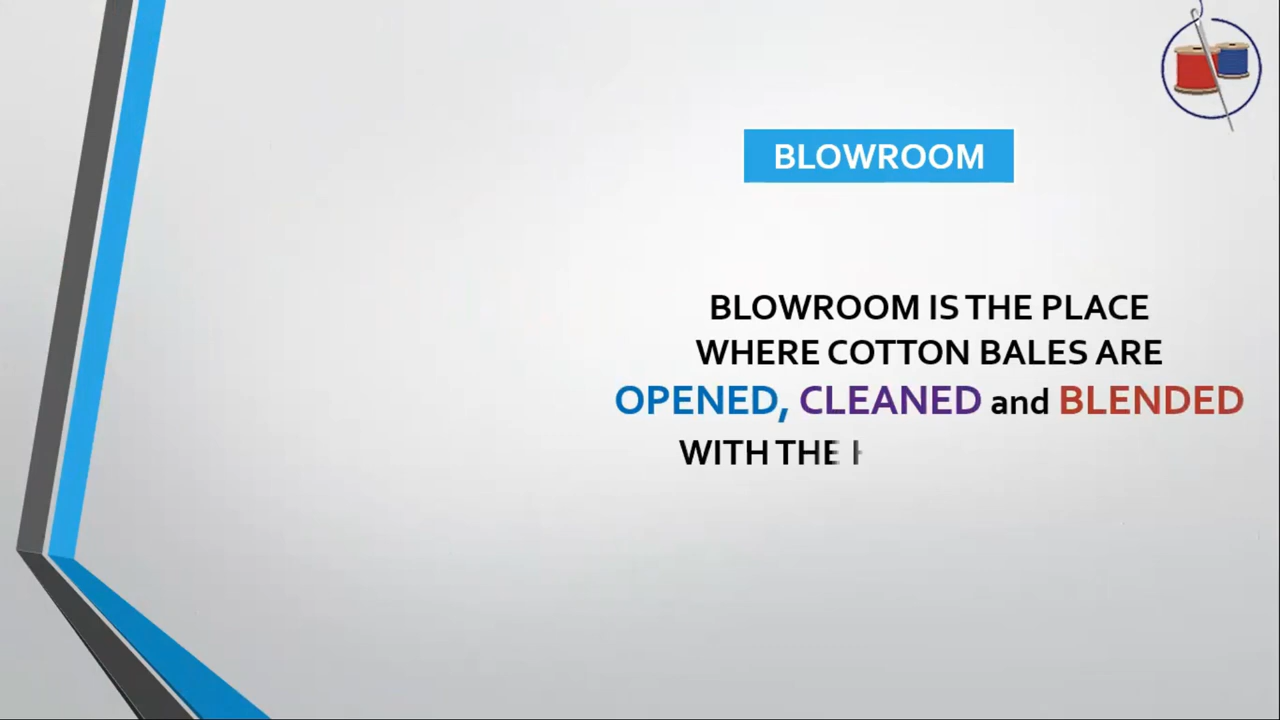 BLOWROOM
BLOWROOM IS THE PLACE
WHERE COTTON BALES ARE
OPENED, CLEANED and BLENDED
WITH THE